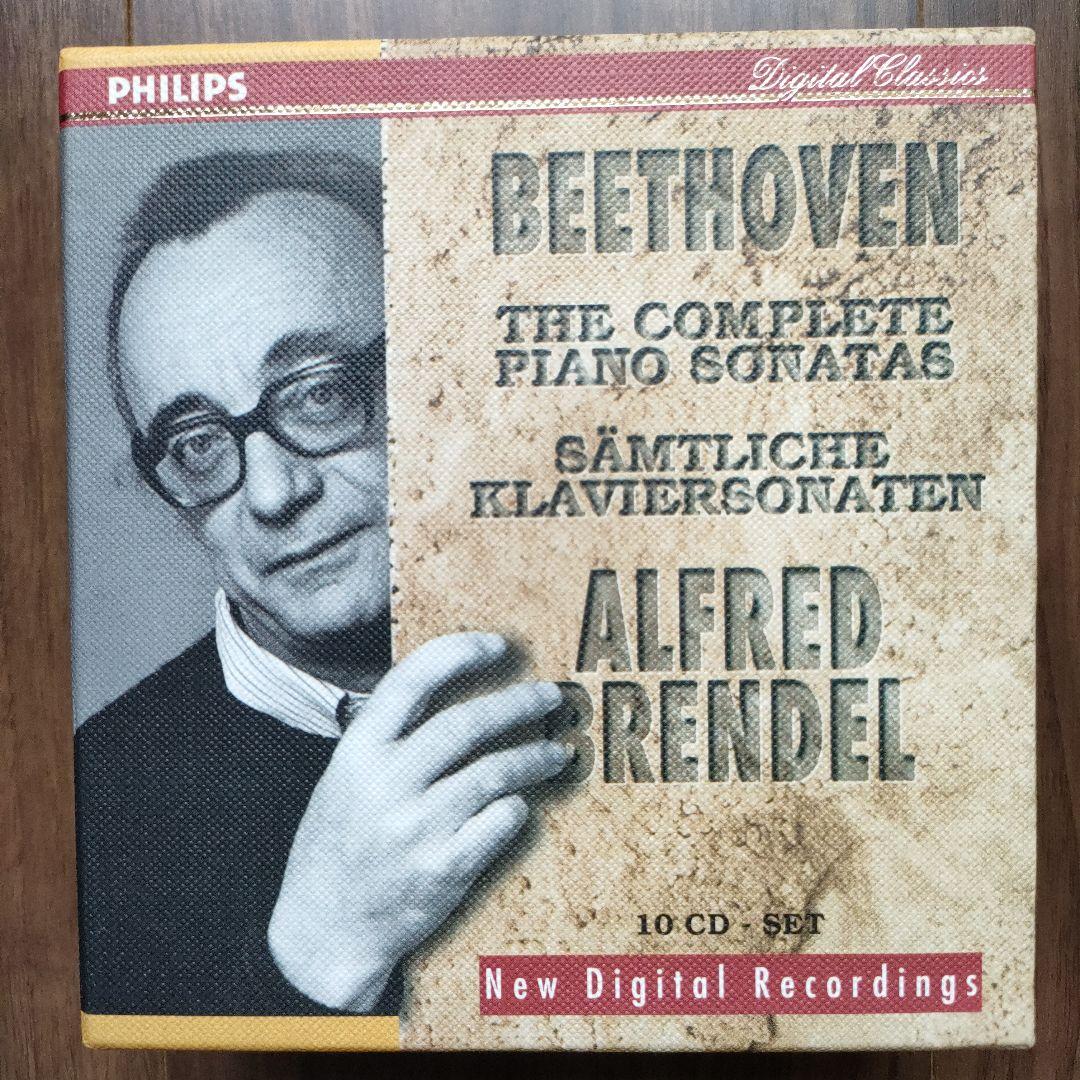 PHILIPS
Digital Classics
BEETHOVEN
THE COMPLETE
PIANO SONATAS
SÄMTLICHE
KLAVIERSONATEN
ALFRED
BRENDEL
10 CD - SET
New Digital Recordings